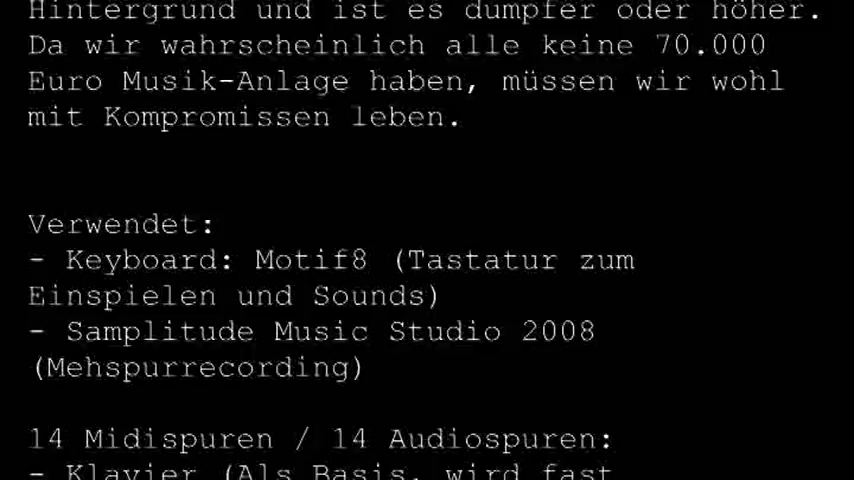 Hintergrund und ist es dumpfer oder höher.
Da wir wahrscheinlich alle keine 70.000
Euro Musik-Anlage haben, müssen wir wohl
mit Kompromissen leben.
Verwendet:
- Keyboard: Motif8 (Tastatur zum
Einspielen und Sounds)
- Samplitude Music Studio 2008
(Mehspurrecording)
14 Midispuren / 14 Audiospuren:
- Klavier (Als Basis, wird fast